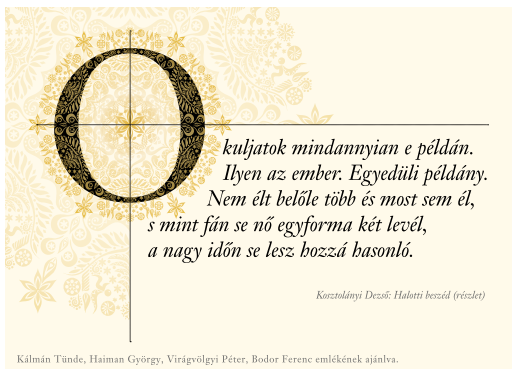 Okuljatok mindannyian e példán.
Ilyen az ember. Egyedüli példány.
Nem élt belőle több és most sem él,
s mint fán se nő egyforma két levél,
a nagy időn se lesz hozzá hasonló.
Kosztolányi Dezső: Halotti beszéd (részlet)
Kálmán Tünde, Haiman György, Virágvölgyi Péter, Bodor Ferenc emlékének ajánlva.